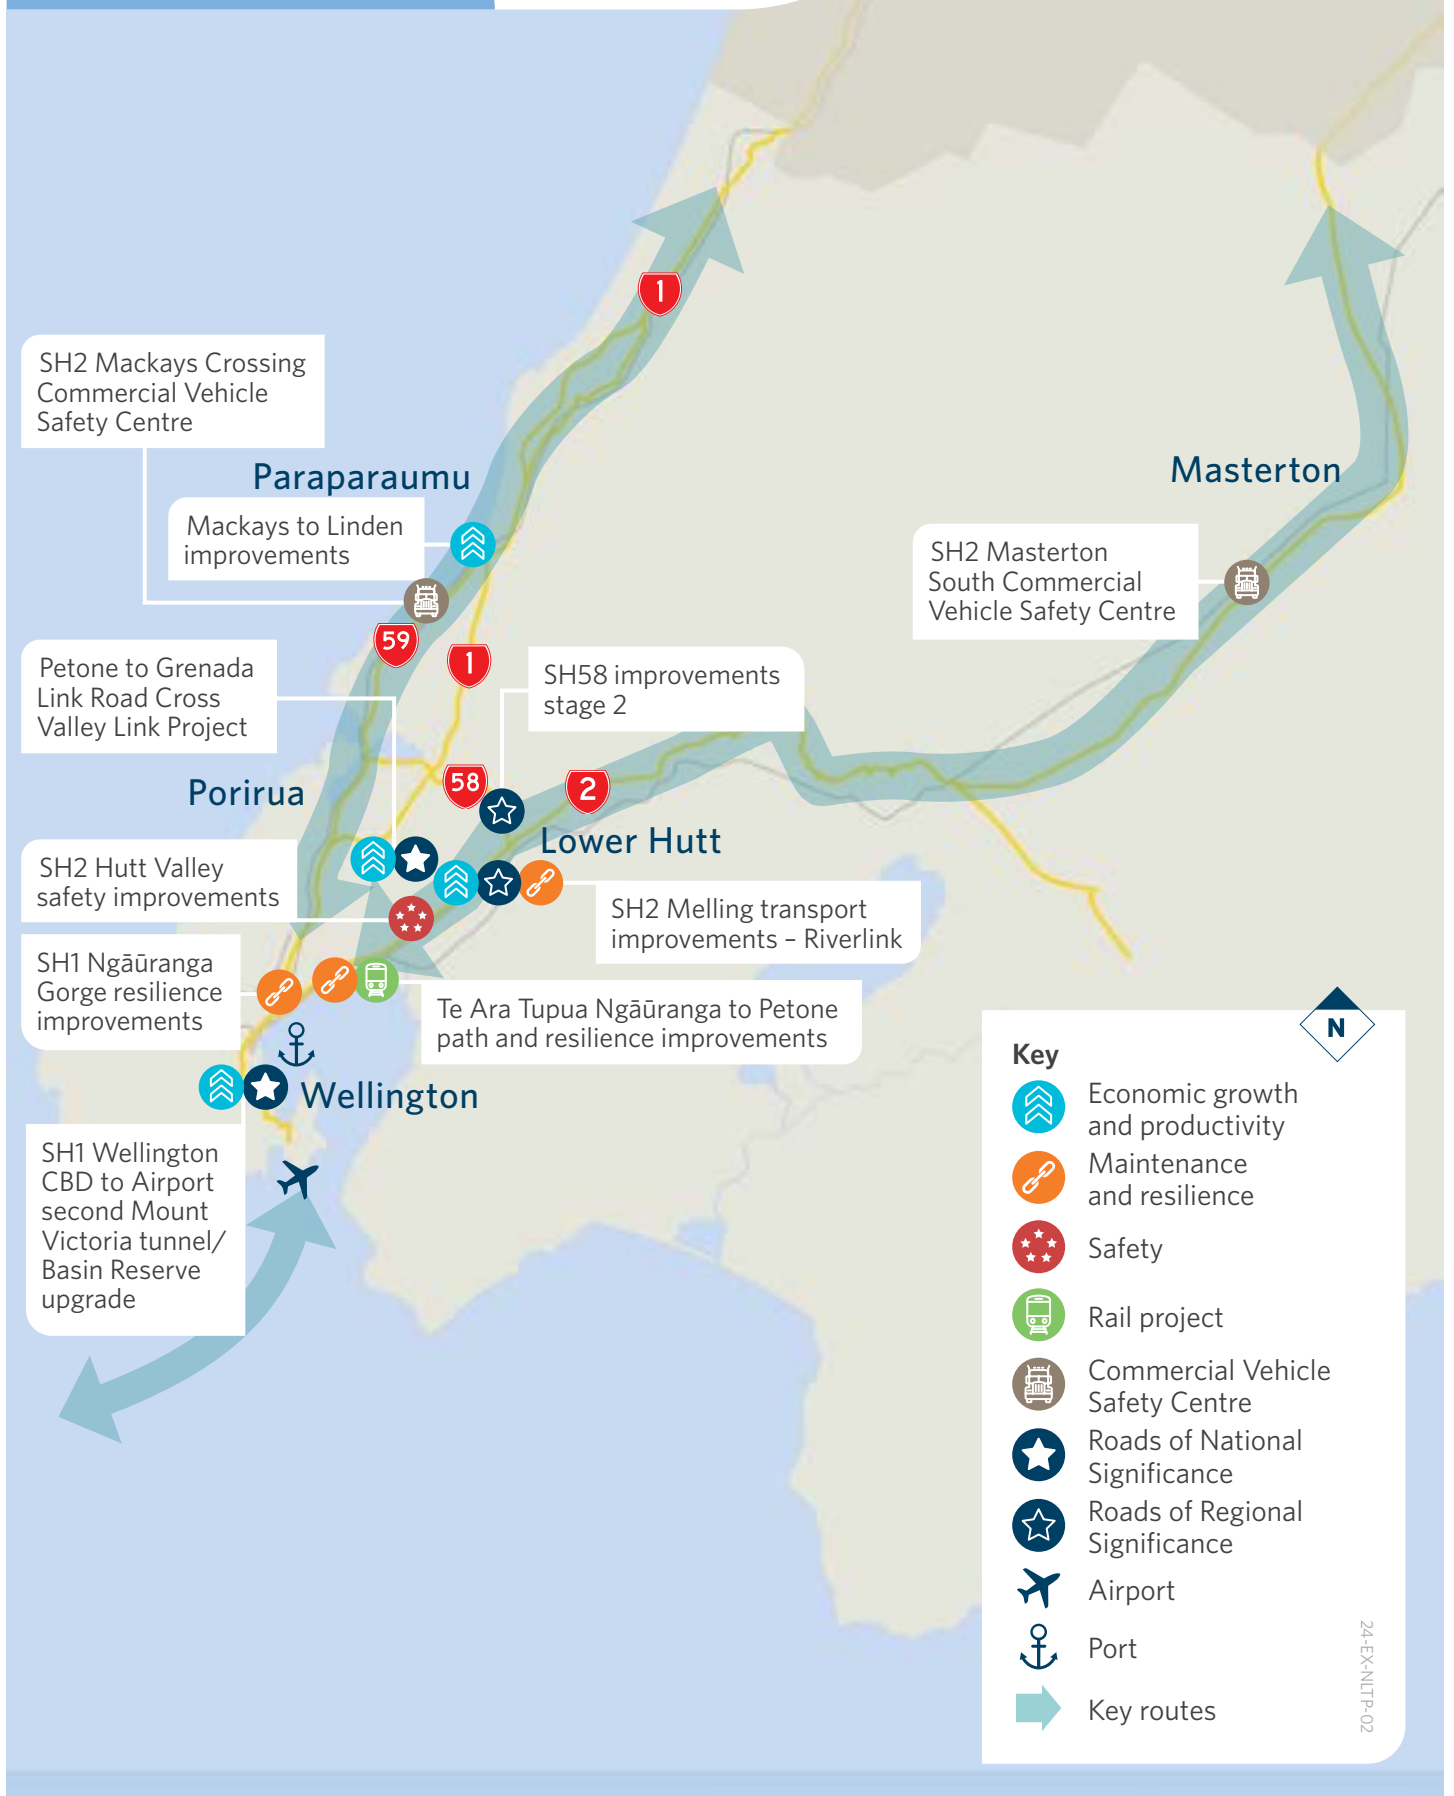 1
SH2 Mackays Crossing
Commercial Vehicle
Safety Centre
Paraparaumu
Masterton
Mackays to Linden
improvements
SH2 Masterton
South Commercial
Vehicle Safety Centre
59
1
Petone to Grenada
Link Road Cross
Valley Link Project
SH58 improvements
stage 2
Porirua
58
2
Lower Hutt
SH2 Hutt Valley
safety improvements
SH2 Melling transport
improvements – Riverlink
SH1 Ngāūranga
Gorge resilience
improvements
Te Ara Tupua Ngāūranga to Petone
path and resilience improvements
Wellington
SH1 Wellington
CBD to Airport
second Mount
Victoria tunnel/
Basin Reserve
upgrade
N
Key
Economic growth
and productivity
Maintenance
and resilience
Safety
Rail project
Commercial Vehicle
Safety Centre
Roads of National
Significance
Roads of Regional
Significance
Airport
Port
Key routes
24-EX-NLTP-02